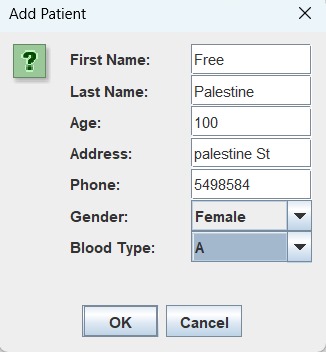 Add Patient
First Name: Free
Last Name: Palestine
Age: 100
Address: palestine St
Phone: 5498584
Gender: Female
Blood Type: A
OK Cancel